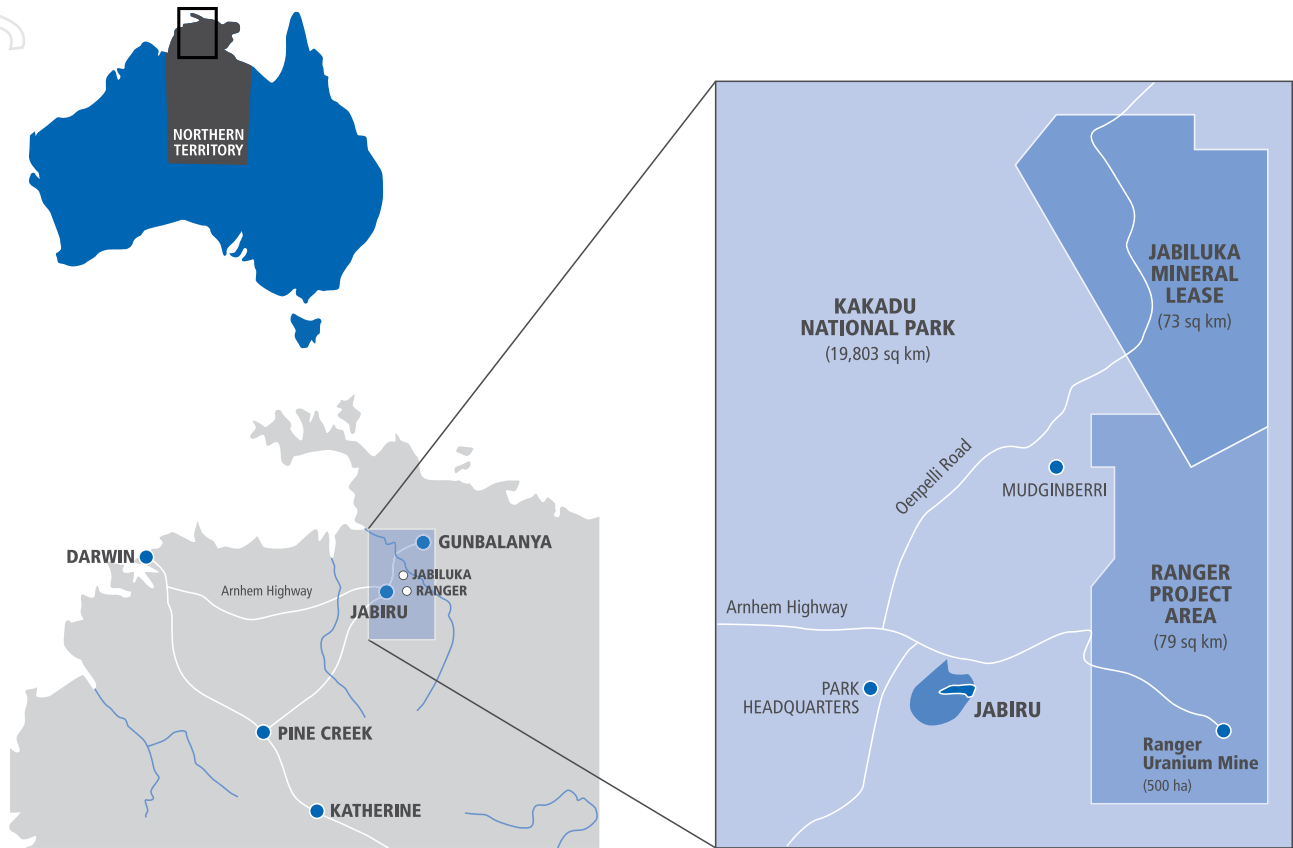 NORTHERN
TERRITORY
DARWIN
Arnhem Highway
GUNBALANYA
JABILUKA
RANGER
JABIRU
PINE CREEK
KATHERINE
KAKADU
NATIONAL PARK
(19,803 sq km)
JABILUKA
MINERAL
LEASE
(73 sq km)
Oenpelli Road
MUDGINBERRI
Arnhem Highway
RANGER
PROJECT
AREA
(79 sq km)
PARK
HEADQUARTERS
JABIRU
Ranger
Uranium Mine
(500 ha)